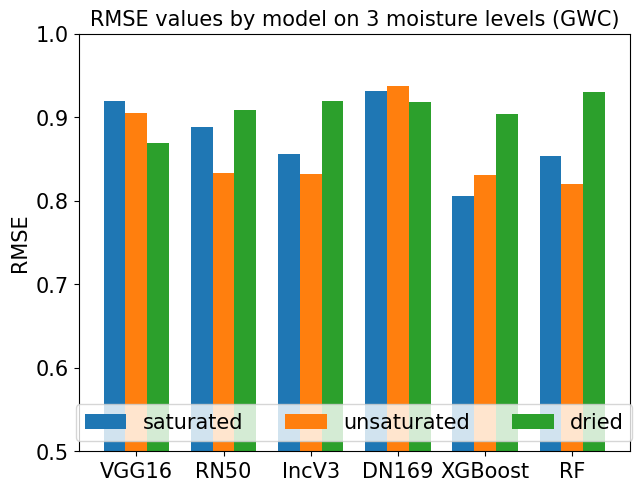 RMSE values by model on 3 moisture levels (GWC)
1.0
0.9
0.8
0.7
0.6
0.5
RMSE
saturated unsaturated dried
VGG16 RN50 IncV3 DN169 XGBoost RF